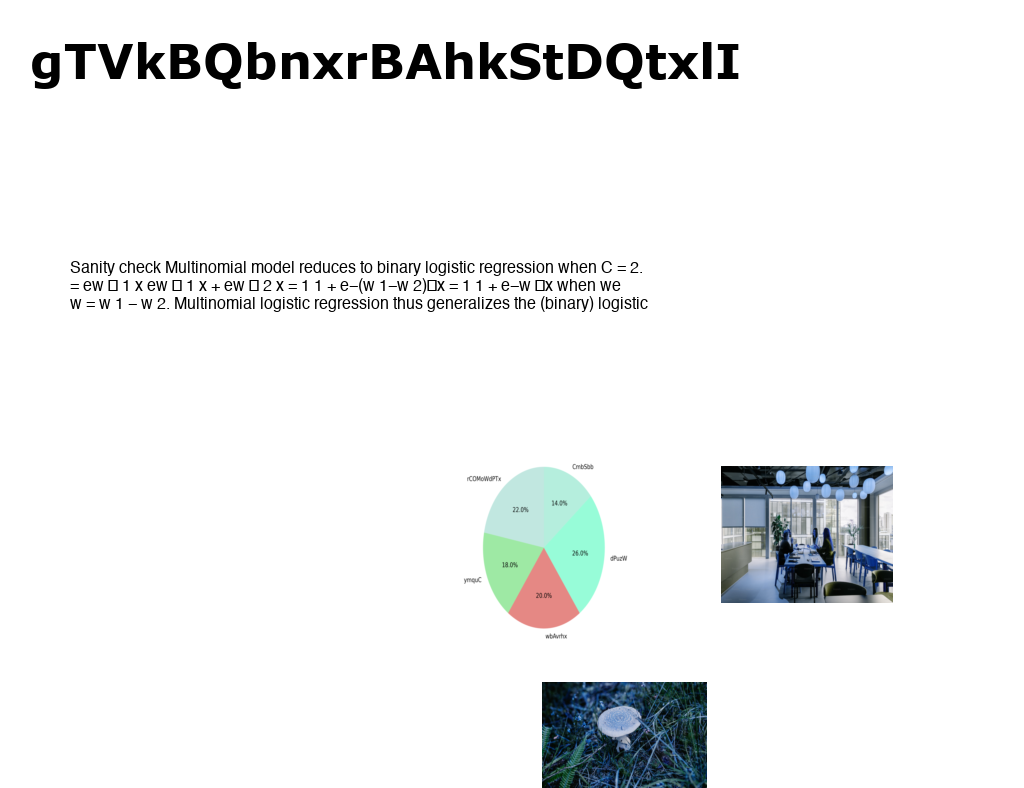 gTVkBQbnxrBAhkStDQtxlI
Sanity check Multinomial model reduces to binary logistic regression when C = 2.
= ew □ 1 x ew □ 1 x + ew □ 2 x = 1 1 + e−(w 1−w 2)□x = 1 1 + e−w □x when we
w = w 1 − w 2. Multinomial logistic regression thus generalizes the (binary) logistic
CmbSbb
rCOMoWdPTx
14.0%
22.0%
26.0%
dPuzW
18.0%
ymquC
20.0%
wbAvrhx